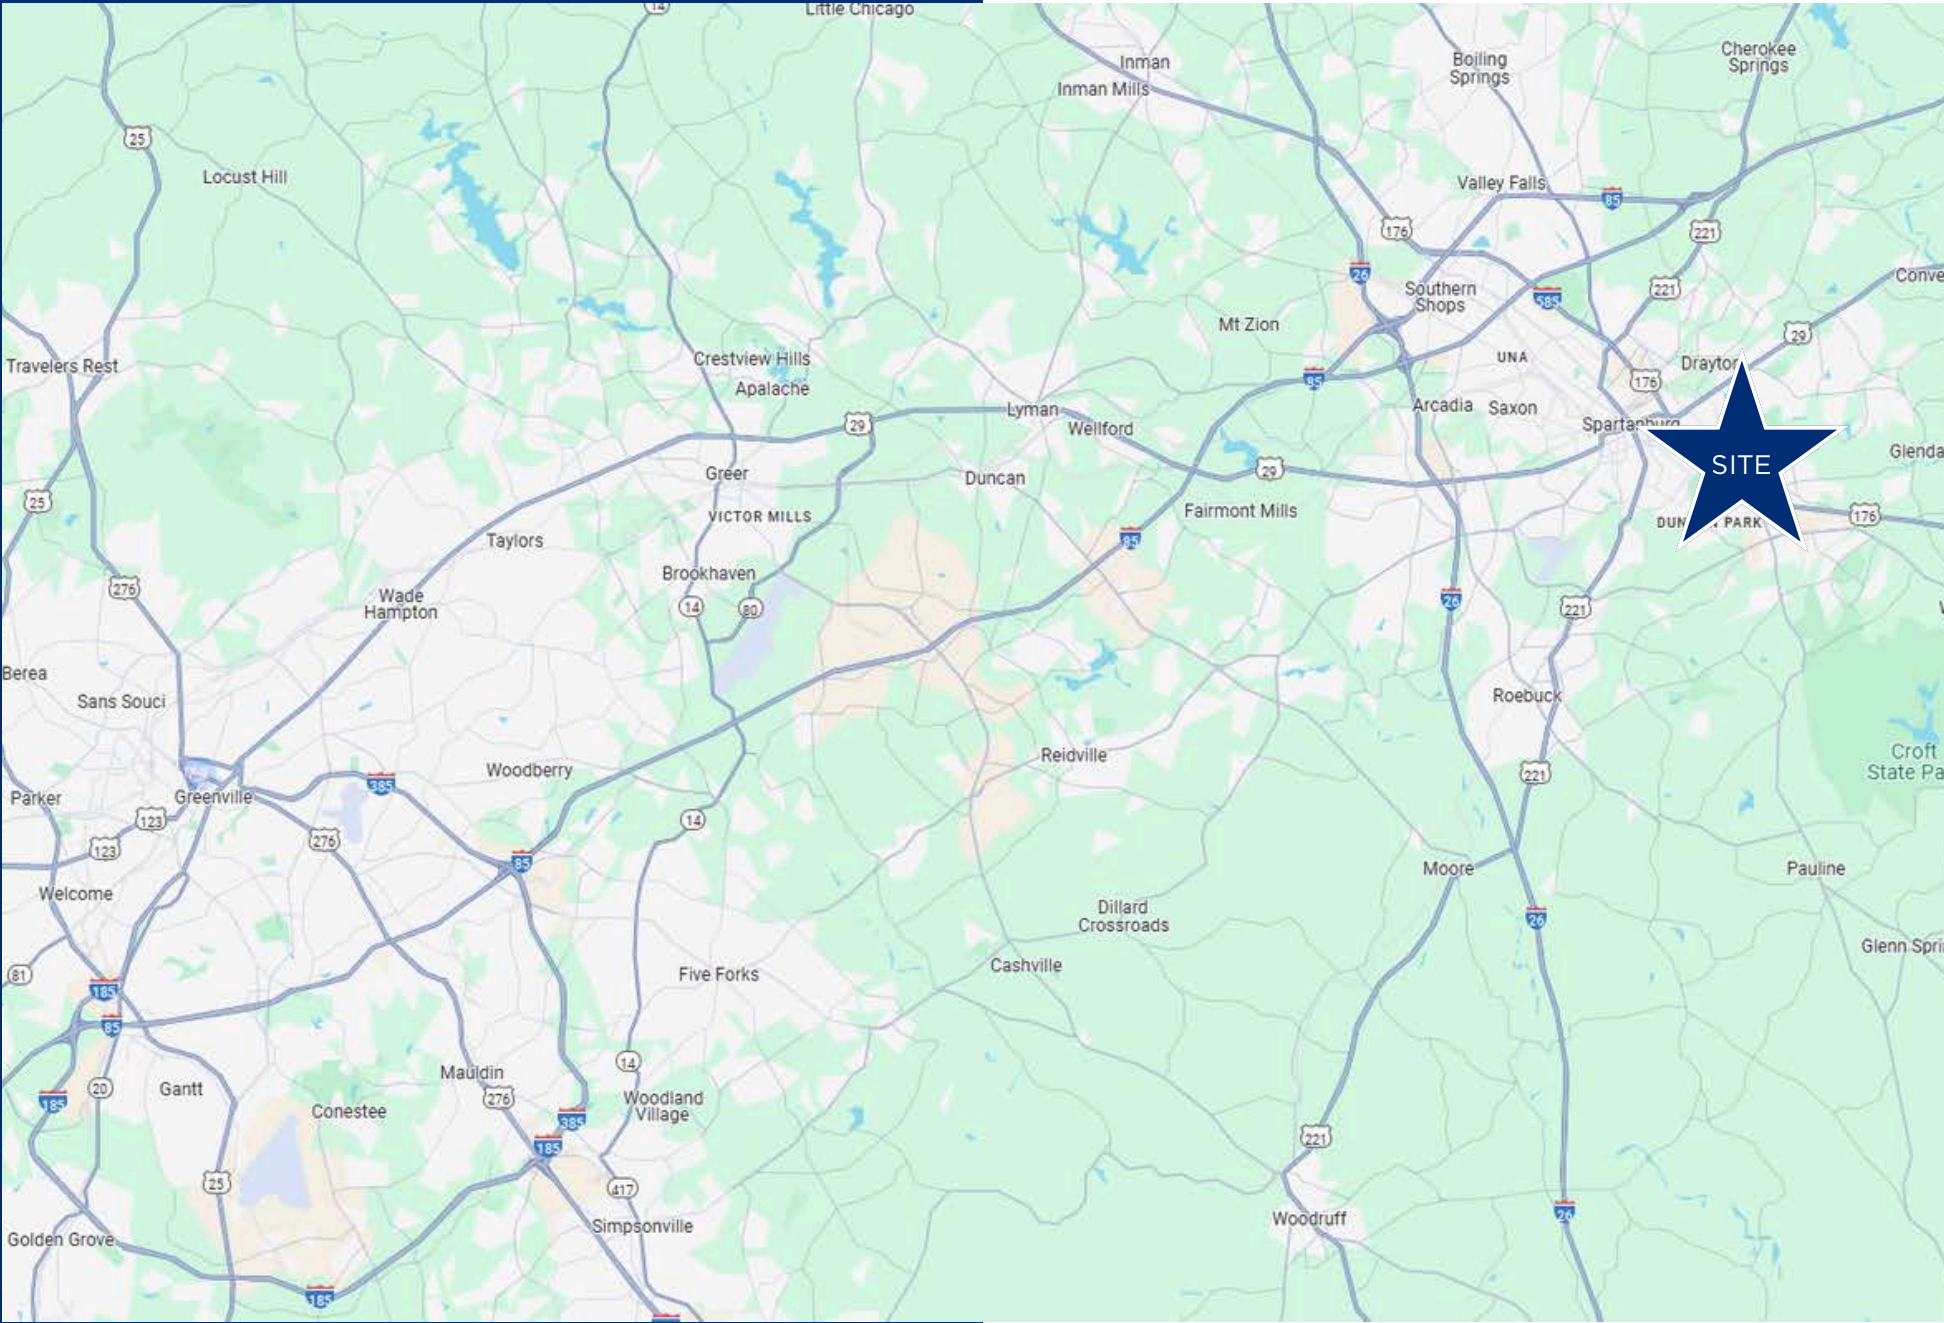 14
Little Chicago
Inman
Inman Mills
Boiling
Springs
Cherokee
Springs
25
Locust Hill
Valley Falls
85
176
221
26
Southern
Shops
585
221
Conve
Mt Zion
29
Travelers Rest
Crestview Hills
Apalache
UNA
Drayton
85
176
Lyman
Arcadia
Saxon
29
Wellford
Spartanburg
Glenda
SITE
Greer
Duncan
29
25
VICTOR MILLS
Fairmont Mills
DUN
N PARK
176
Taylors
85
Brookhaven
276
Wade
Hampton
14
80
26
221
Berea
Sans Souci
Roebuck
Reidville
Croft
State Pa
Woodberry
385
221
Parker
Greenville
123
14
276
123
85
Moore
Pauline
Welcome
Dillard
Crossroads
26
Glenn Spri
81
Five Forks
Cashville
185
85
14
Mauldin
20
Gantt
276
Woodland
Village
185
Conestee
385
185
221
25
417
Simpsonville
Woodruff
26
Golden Grove
185